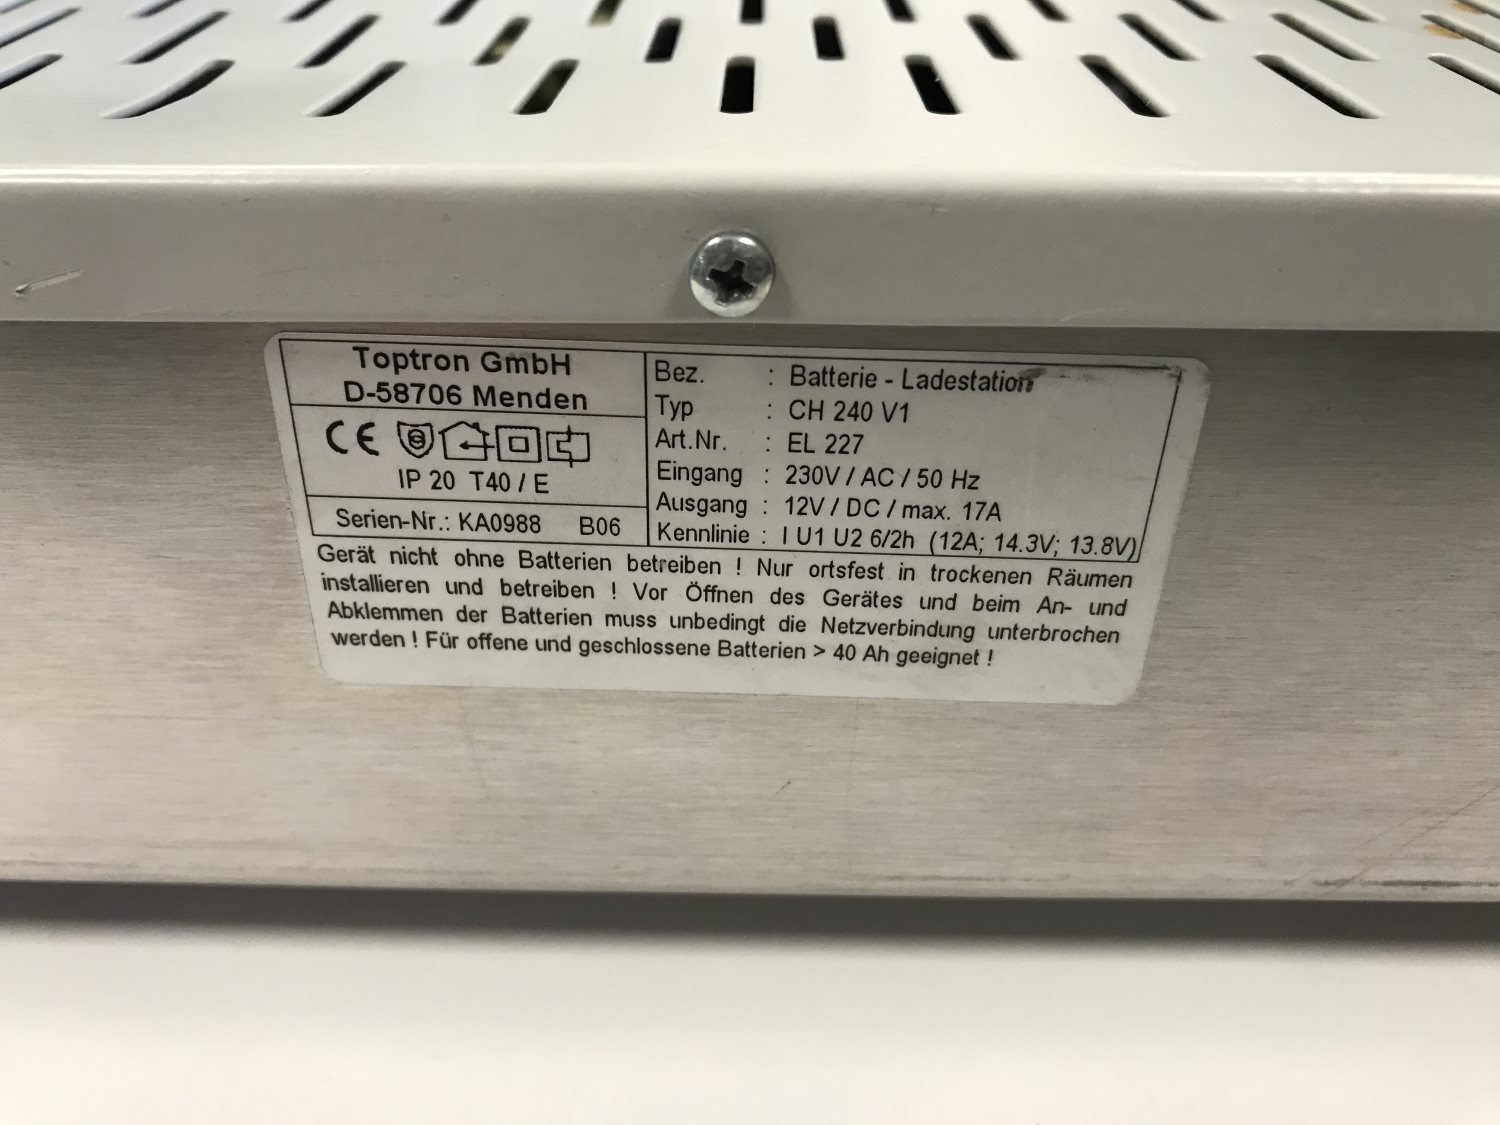 Toptron GmbH
D-58706 Menden
CE
IP 20 T40 / E
Serien-Nr.: KA0988 B06
Bez. : Batterie - Ladestation
Typ : CH 240 V1
Art.Nr. : EL 227
Eingang : 230V / AC / 50 Hz
Ausgang : 12V / DC / max. 17A
Kennlinie : I U1 U2 6/2h (12A; 14.3V; 13.8V)
Gerät nicht ohne Batterien betreiben ! Nur ortsfest in trockenen Räumen
installieren und betreiben ! Vor Öffnen des Gerätes und beim An- und
Abklemmen der Batterien muss unbedingt die Netzverbindung unterbrochen
werden ! Für offene und geschlossene Batterien > 40 Ah geeignet !